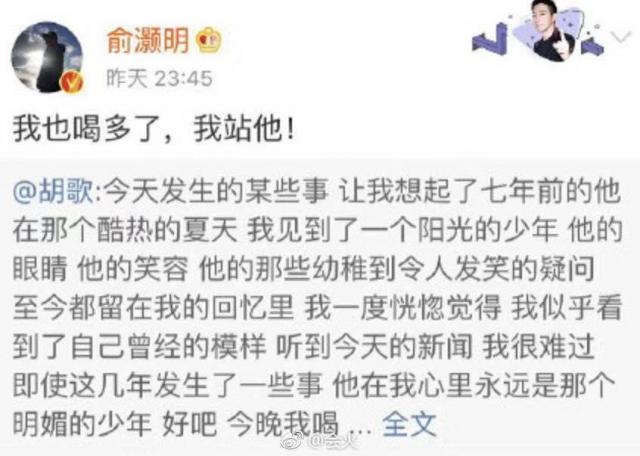 俞灏明
昨天 23:45
我也喝多了，我站他！
@胡歌:今天发生的某些事 让我想起了七年前的他
在那个酷热的夏天 我见到了一个阳光的少年 他的
眼睛 他的笑容 他的那些幼稚到令人发笑的疑问
至今都留在我的回忆里 我一度恍惚觉得 我似乎看
到了自己曾经的模样 听到今天的新闻 我很难过
即使这几年发生了一些事 他在我心里永远是那个
明媚的少年 好吧 今晚我喝 ... 全文